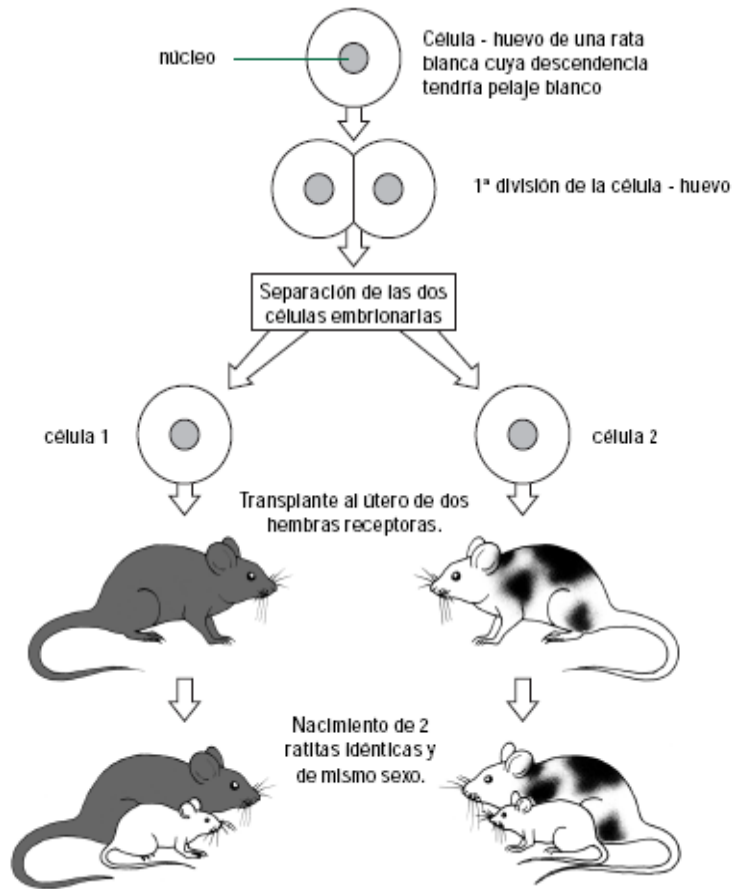 núcleo
Célula - huevo de una rata
blanca cuya descendencia
tendría pelaje blanco
1ª división de la célula - huevo
Separación de las dos
células embrionarias
célula 1
célula 2
Transplante al útero de dos
hembras receptoras.
Nacimiento de 2
ratitas idénticas y
de mismo sexo.